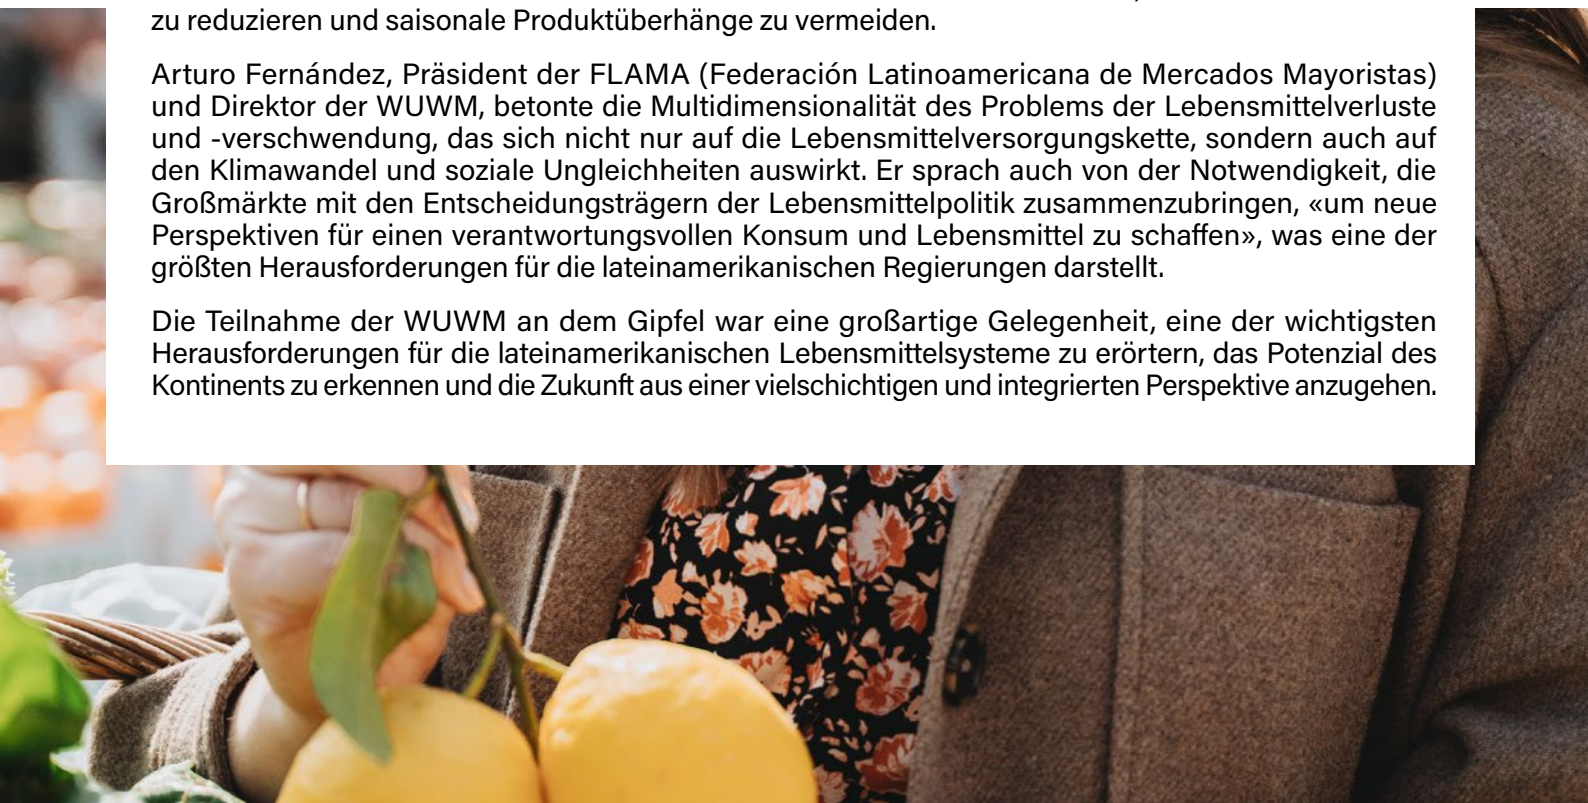 zu reduzieren und saisonale Produktüberhänge zu vermeiden.
Arturo Fernández, Präsident der FLAMA (Federación Latinoamericana de Mercados Mayoristas)
und Direktor der WUWM, betonte die Multidimensionalität des Problems der Lebensmittelverluste
und -verschwendung, das sich nicht nur auf die Lebensmittelversorgungskette, sondern auch auf
den Klimawandel und soziale Ungleichheiten auswirkt. Er sprach auch von der Notwendigkeit, die
Großmärkte mit den Entscheidungsträgern der Lebensmittelpolitik zusammenzubringen, «um neue
Perspektiven für einen verantwortungsvollen Konsum und Lebensmittel zu schaffen», was eine der
größten Herausforderungen für die lateinamerikanischen Regierungen darstellt.
Die Teilnahme der WUWM an dem Gipfel war eine großartige Gelegenheit, eine der wichtigsten
Herausforderungen für die lateinamerikanischen Lebensmittelsysteme zu erörtern, das Potenzial des
Kontinents zu erkennen und die Zukunft aus einer vielschichtigen und integrierten Perspektive anzugehen.